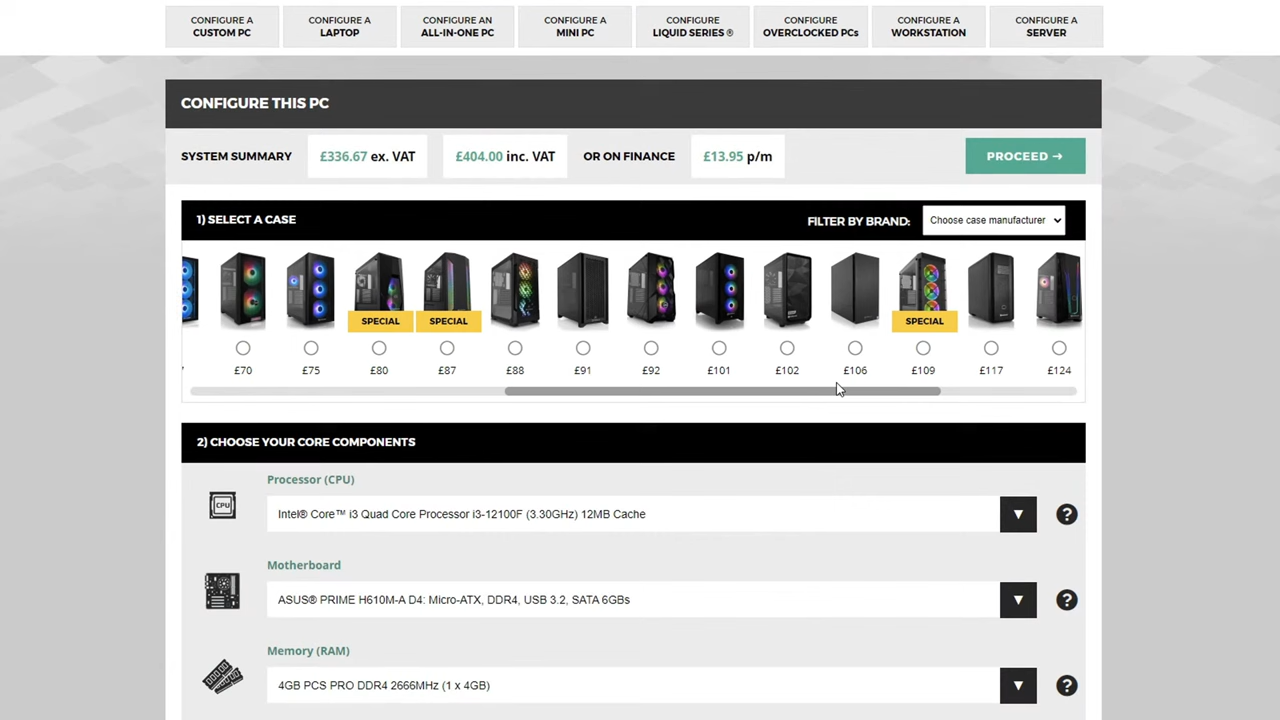 CONFIGURE A
CUSTOM PC
CONFIGURE A
LAPTOP
CONFIGURE AN
ALL-IN-ONE PC
CONFIGURE A
MINI PC
CONFIGURE
LIQUID SERIES ®
CONFIGURE
OVERCLOCKED PCs
CONFIGURE A
WORKSTATION
CONFIGURE A
SERVER
CONFIGURE THIS PC
SYSTEM SUMMARY £336.67 ex. VAT £404.00 inc. VAT OR ON FINANCE £13.95 p/m PROCEED →
1) SELECT A CASE FILTER BY BRAND: Choose case manufacturer
SPECIAL SPECIAL SPECIAL
£70 £75 £80 £87 £88 £91 £92 £101 £102 £106 £109 £117 £124
2) CHOOSE YOUR CORE COMPONENTS
Processor (CPU)
CPU Intel® Core™ i3 Quad Core Processor i3-12100F (3.30GHz) 12MB Cache ▼ ?
Motherboard
ASUS® PRIME H610M-A D4: Micro-ATX, DDR4, USB 3.2, SATA 6GBs ▼ ?
Memory (RAM)
4GB PCS PRO DDR4 2666MHz (1 x 4GB) ▼ ?